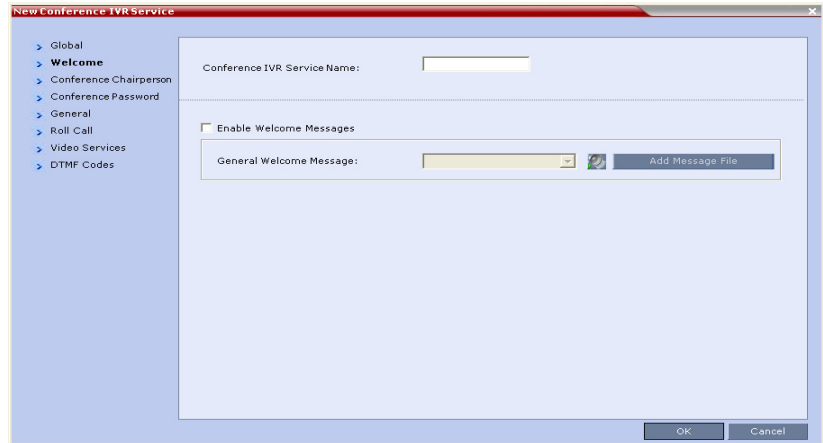 New Conference IVR Service
Global
Welcome
Conference Chairperson
Conference Password
General
Roll Call
Video Services
DTMF Codes
Conference IVR Service Name:
Enable Welcome Messages
General Welcome Message:
Add Message File
OK
Cancel